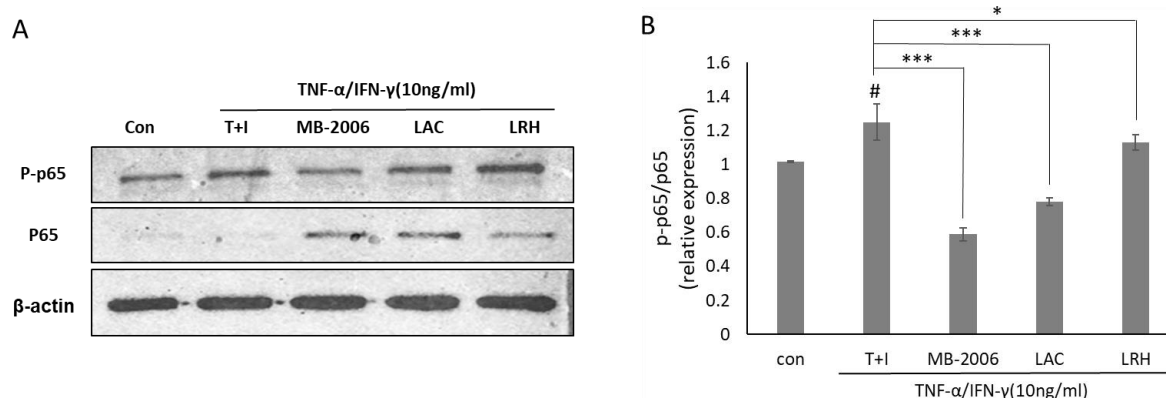 A
TNF-α/IFN-γ(10ng/ml)
Con T+I MB-2006 LAC LRH
P-p65
P65
β-actin
B
*
***
***
#
p-p65/p65
(relative expression)
1.6
1.4
1.2
1
0.8
0.6
0.4
0.2
0
con T+I MB-2006 LAC LRH
TNF-α/IFN-γ(10ng/ml)